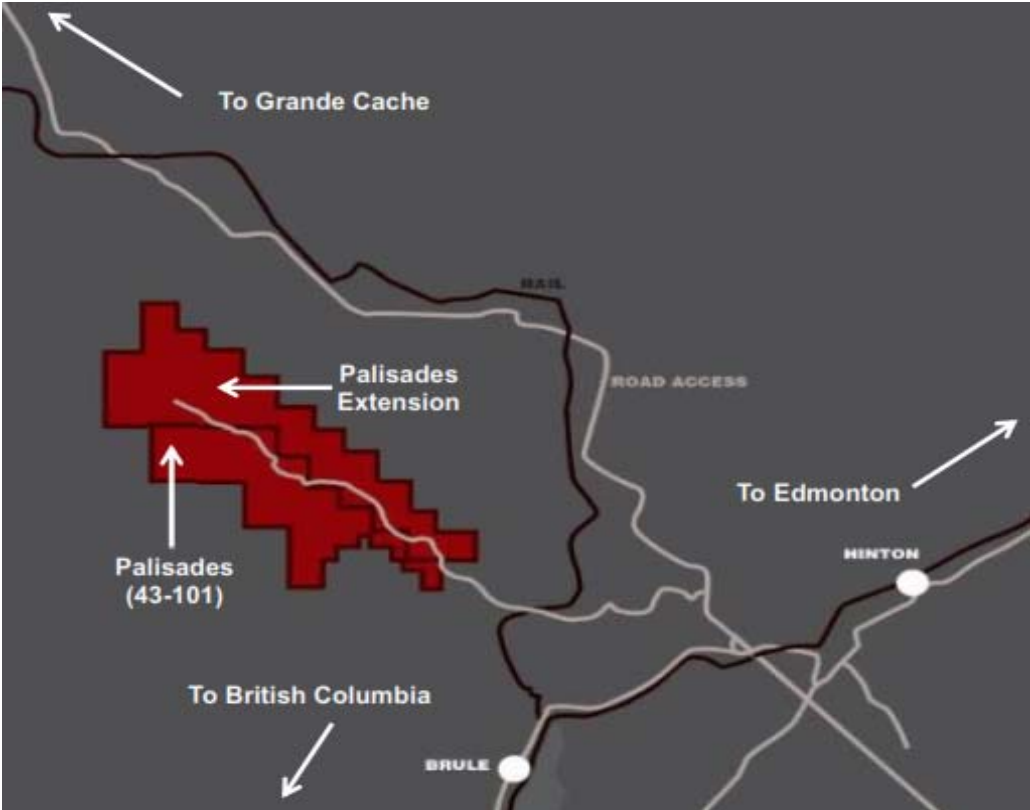 To Grande Cache
RAIL
Palisades
Extension
ROAD ACCESS
To Edmonton
HINTON
Palisades
(43-101)
To British Columbia
BRULE